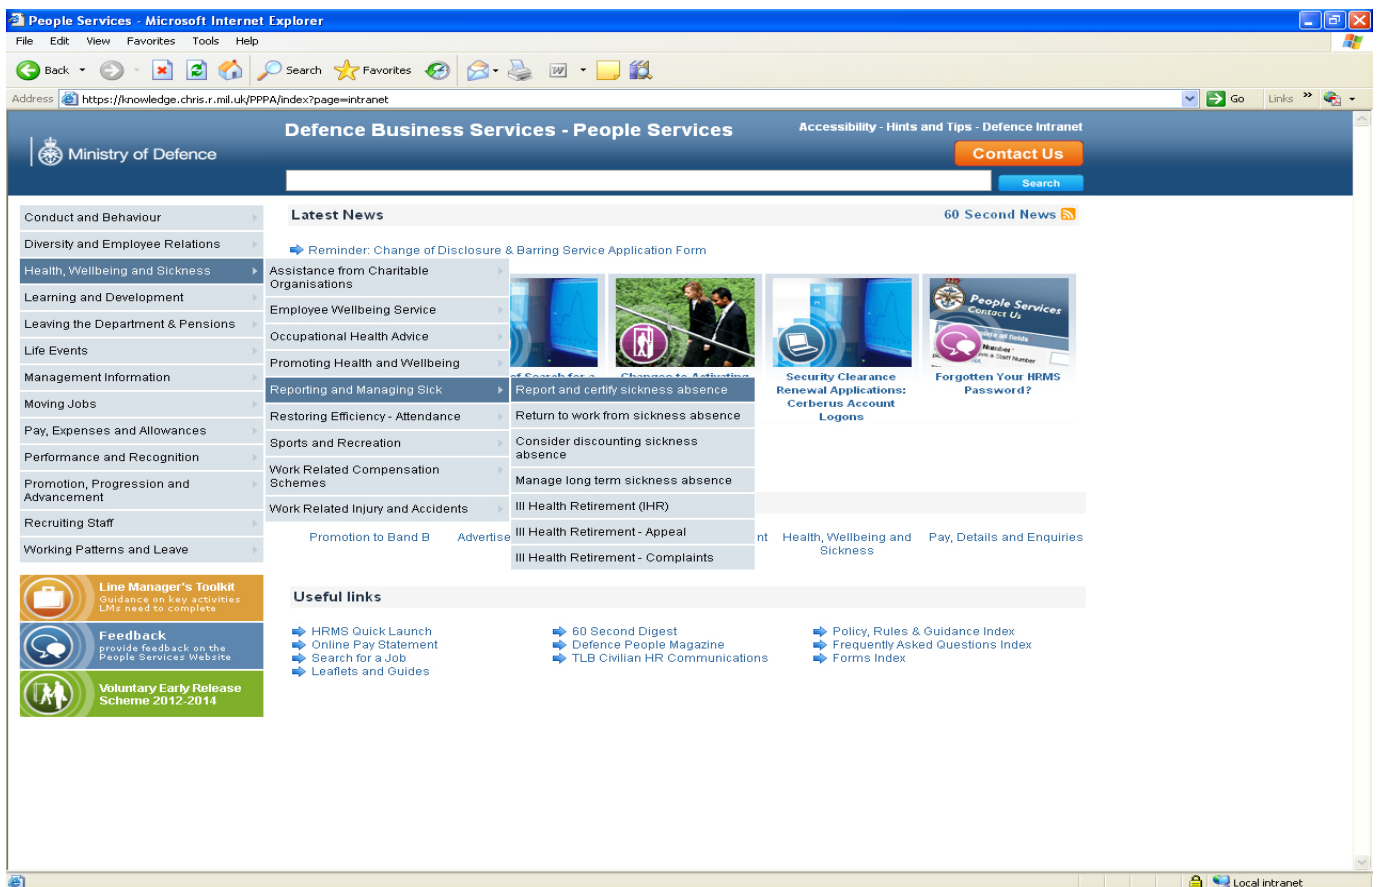 People Services - Microsoft Internet Explorer
File Edit View Favorites Tools Help
Back Search Favorites
Address https://knowledge.chris.r.mil.uk/PPPA/index?page=intranet Go Links »
Ministry of Defence
Defence Business Services - People Services
Accessibility - Hints and Tips - Defence Intranet
Contact Us
Search
Conduct and Behaviour
Diversity and Employee Relations
Health, Wellbeing and Sickness
Learning and Development
Leaving the Department & Pensions
Life Events
Management Information
Moving Jobs
Pay, Expenses and Allowances
Performance and Recognition
Promotion, Progression and
Advancement
Recruiting Staff
Working Patterns and Leave
Assistance from Charitable
Organisations
Employee Wellbeing Service
Occupational Health Advice
Promoting Health and Wellbeing
Reporting and Managing Sick
Restoring Efficiency - Attendance
Sports and Recreation
Work Related Compensation
Schemes
Work Related Injury and Accidents
Report and certify sickness absence
Return to work from sickness absence
Consider discounting sickness
absence
Manage long term sickness absence
Ill Health Retirement (IHR)
Ill Health Retirement - Appeal
Ill Health Retirement - Complaints
Latest News
60 Second News
Reminder: Change of Disclosure & Barring Service Application Form
People Services
Contact Us
all fields
Number
Staff Number
of Search for a
Changes to Activating
Security Clearance
Renewal Applications:
Cerberus Account
Logons
Forgotten Your HRMS
Password?
Promotion to Band B
Advertise
nt
Health, Wellbeing and
Sickness
Pay, Details and Enquiries
Line Manager's Toolkit
Guidance on key activities
LMs need to complete
Feedback
provide feedback on the
People Services Website
Voluntary Early Release
Scheme 2012-2014
Useful links
HRMS Quick Launch
Online Pay Statement
Search for a Job
Leaflets and Guides
60 Second Digest
Defence People Magazine
TLB Civilian HR Communications
Policy, Rules & Guidance Index
Frequently Asked Questions Index
Forms Index
Local intranet